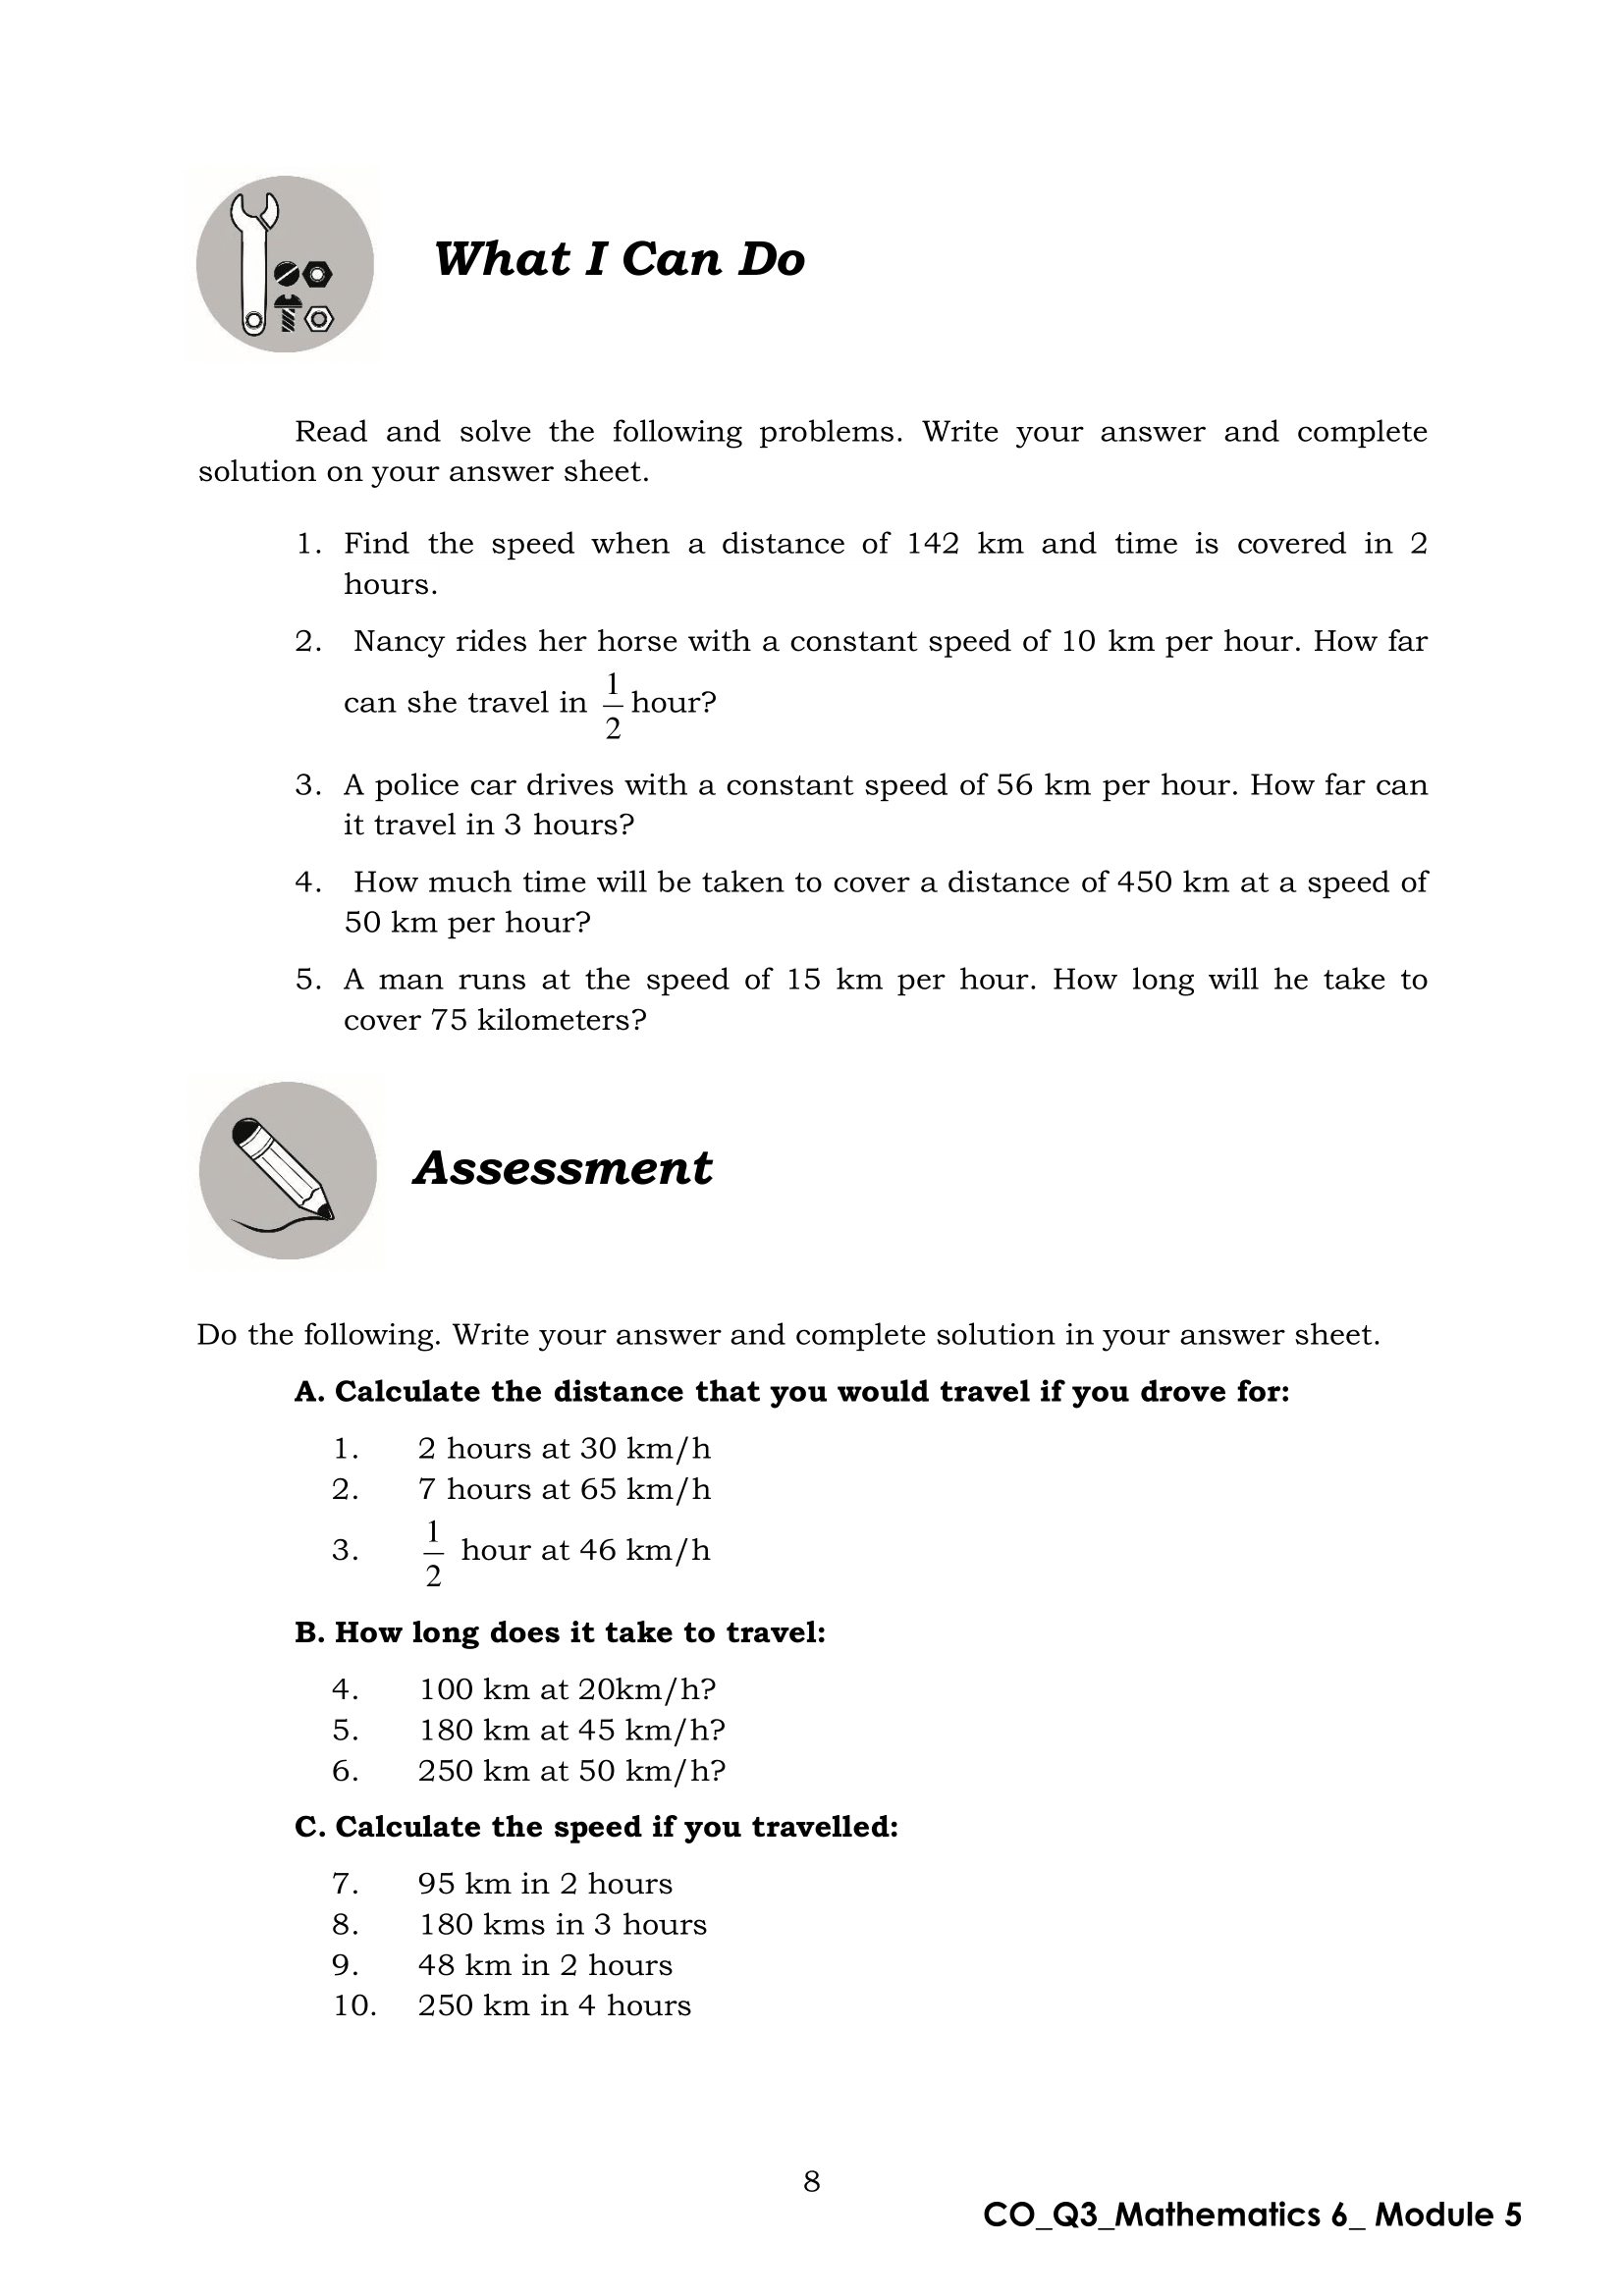 What I Can Do
Read and solve the following problems. Write your answer and complete
solution on your answer sheet.
1. Find the speed when a distance of 142 km and time is covered in 2
hours.
2. Nancy rides her horse with a constant speed of 10 km per hour. How far
can she travel in 1/2 hour?
3. A police car drives with a constant speed of 56 km per hour. How far can
it travel in 3 hours?
4. How much time will be taken to cover a distance of 450 km at a speed of
50 km per hour?
5. A man runs at the speed of 15 km per hour. How long will he take to
cover 75 kilometers?
Assessment
Do the following. Write your answer and complete solution in your answer sheet.
A. Calculate the distance that you would travel if you drove for:
1. 2 hours at 30 km/h
2. 7 hours at 65 km/h
3. 1/2 hour at 46 km/h
B. How long does it take to travel:
4. 100 km at 20km/h?
5. 180 km at 45 km/h?
6. 250 km at 50 km/h?
C. Calculate the speed if you travelled:
7. 95 km in 2 hours
8. 180 kms in 3 hours
9. 48 km in 2 hours
10. 250 km in 4 hours
8
CO_Q3_Mathematics 6_ Module 5